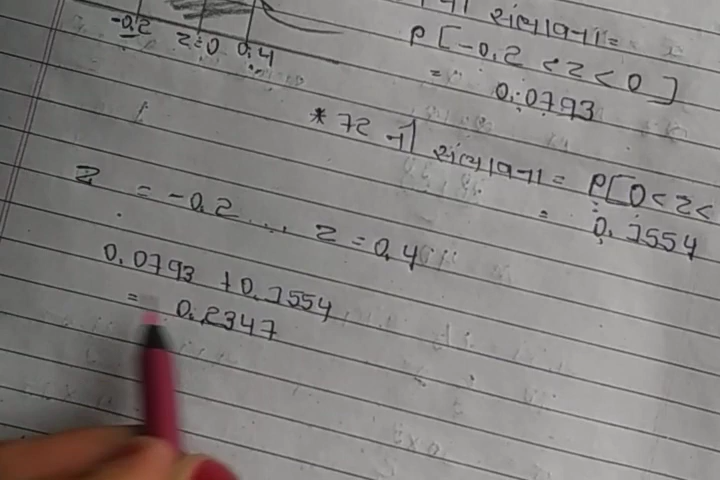 -0.2 z=0 0.4
ની સંભાવના =
P[-0.2 < z < 0]
= 0.0793
* 72 ની સંભાવના = P[0 < z <
= 0.1554
z = -0.2 ... z = 0.4
0.0793 + 0.1554
= 0.2347